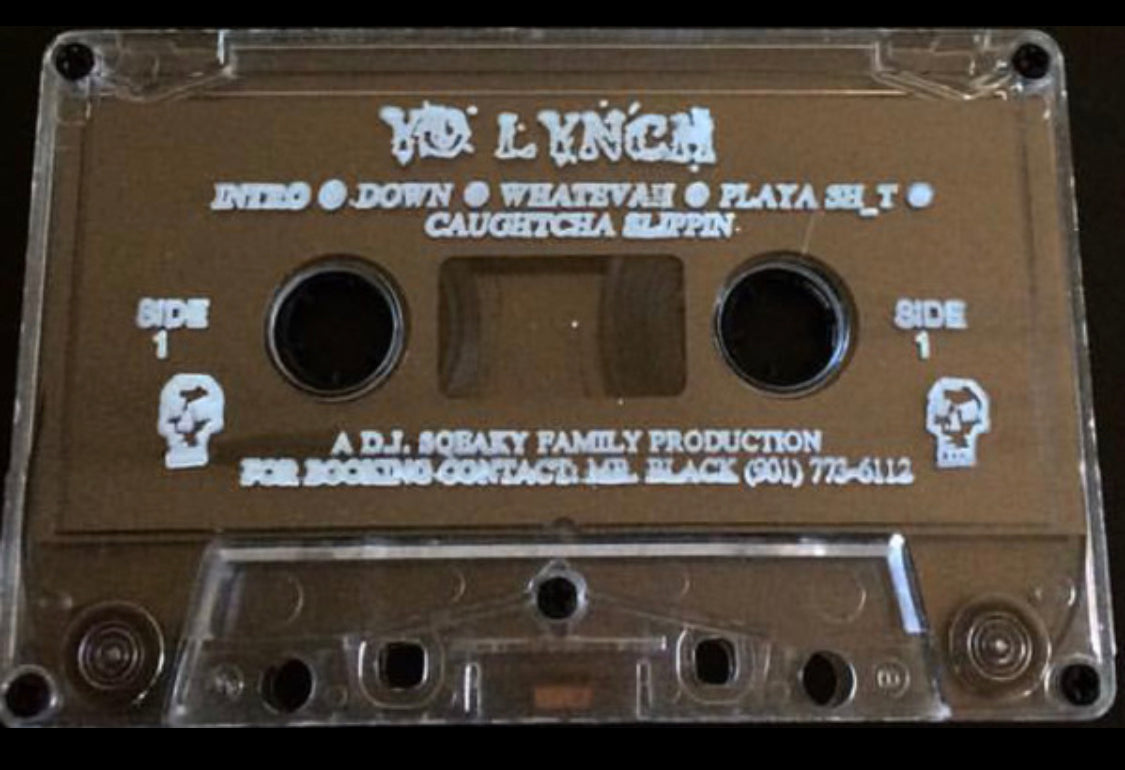 YO LYNCH
INTRO ● DOWN ● WHATEVAH ● PLAYA SH_T ●
CAUGHTCHA SLIPPIN
SIDE
1
SIDE
1
A D.J. SQEAKY FAMILY PRODUCTION
FOR BOOKING CONTACT: MR. BLACK (901) 773-6112